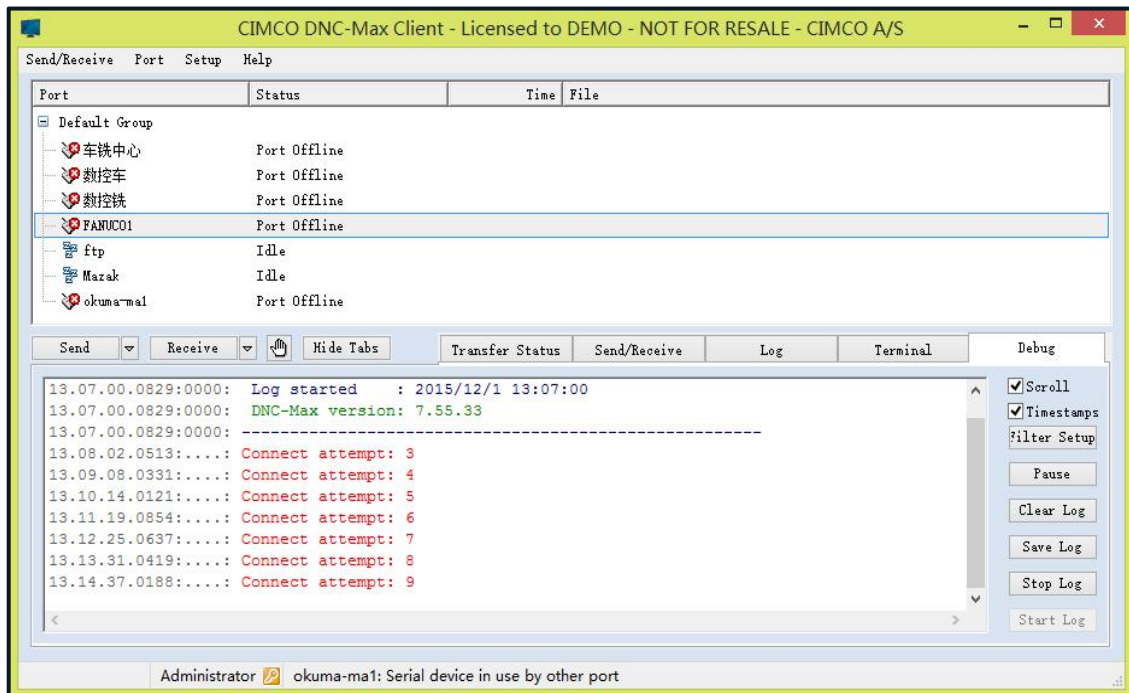 CIMCO DNC-Max Client - Licensed to DEMO - NOT FOR RESALE - CIMCO A/S
Send/Receive Port Setup Help
Port Status Time File
Default Group
车铣中心 Port Offline
数控车 Port Offline
数控铣 Port Offline
FANUC01 Port Offline
ftp Idle
Mazak Idle
okuma-ma1 Port Offline
Send Receive Hide Tabs Transfer Status Send/Receive Log Terminal Debug
13.07.00.0829:0000: Log started : 2015/12/1 13:07:00
13.07.00.0829:0000: DNC-Max version: 7.55.33
13.07.00.0829:0000: ------------------------------------------------------
13.08.02.0513:....: Connect attempt: 3
13.09.08.0331:....: Connect attempt: 4
13.10.14.0121:....: Connect attempt: 5
13.11.19.0854:....: Connect attempt: 6
13.12.25.0637:....: Connect attempt: 7
13.13.31.0419:....: Connect attempt: 8
13.14.37.0188:....: Connect attempt: 9
Scroll
Timestamps
Filter Setup
Pause
Clear Log
Save Log
Stop Log
Start Log
Administrator okuma-ma1: Serial device in use by other port